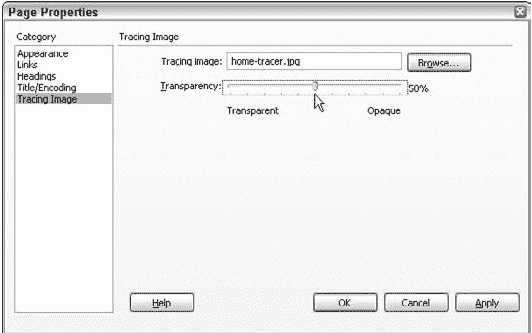 Page Properties
Category
Tracing Image
Appearance
Links
Headings
Title/Encoding
Tracing Image
Tracing image: home-tracer.jpg Browse...
Transparency: 50%
Transparent Opaque
Help OK Cancel Apply